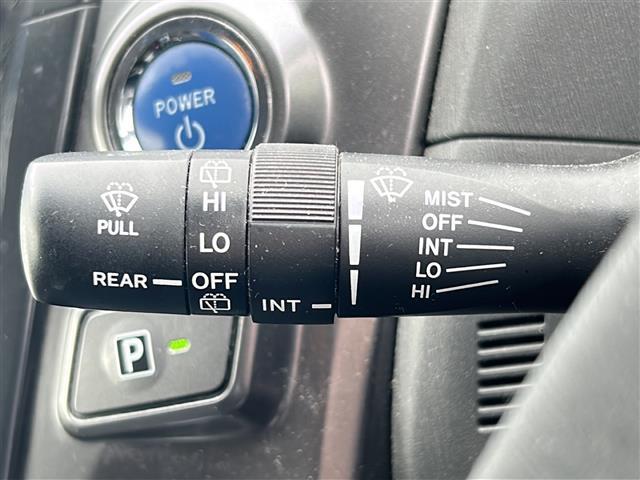 POWER
PULL
REAR
HI
LO
OFF
INT
MIST
OFF
INT
LO
HI
P